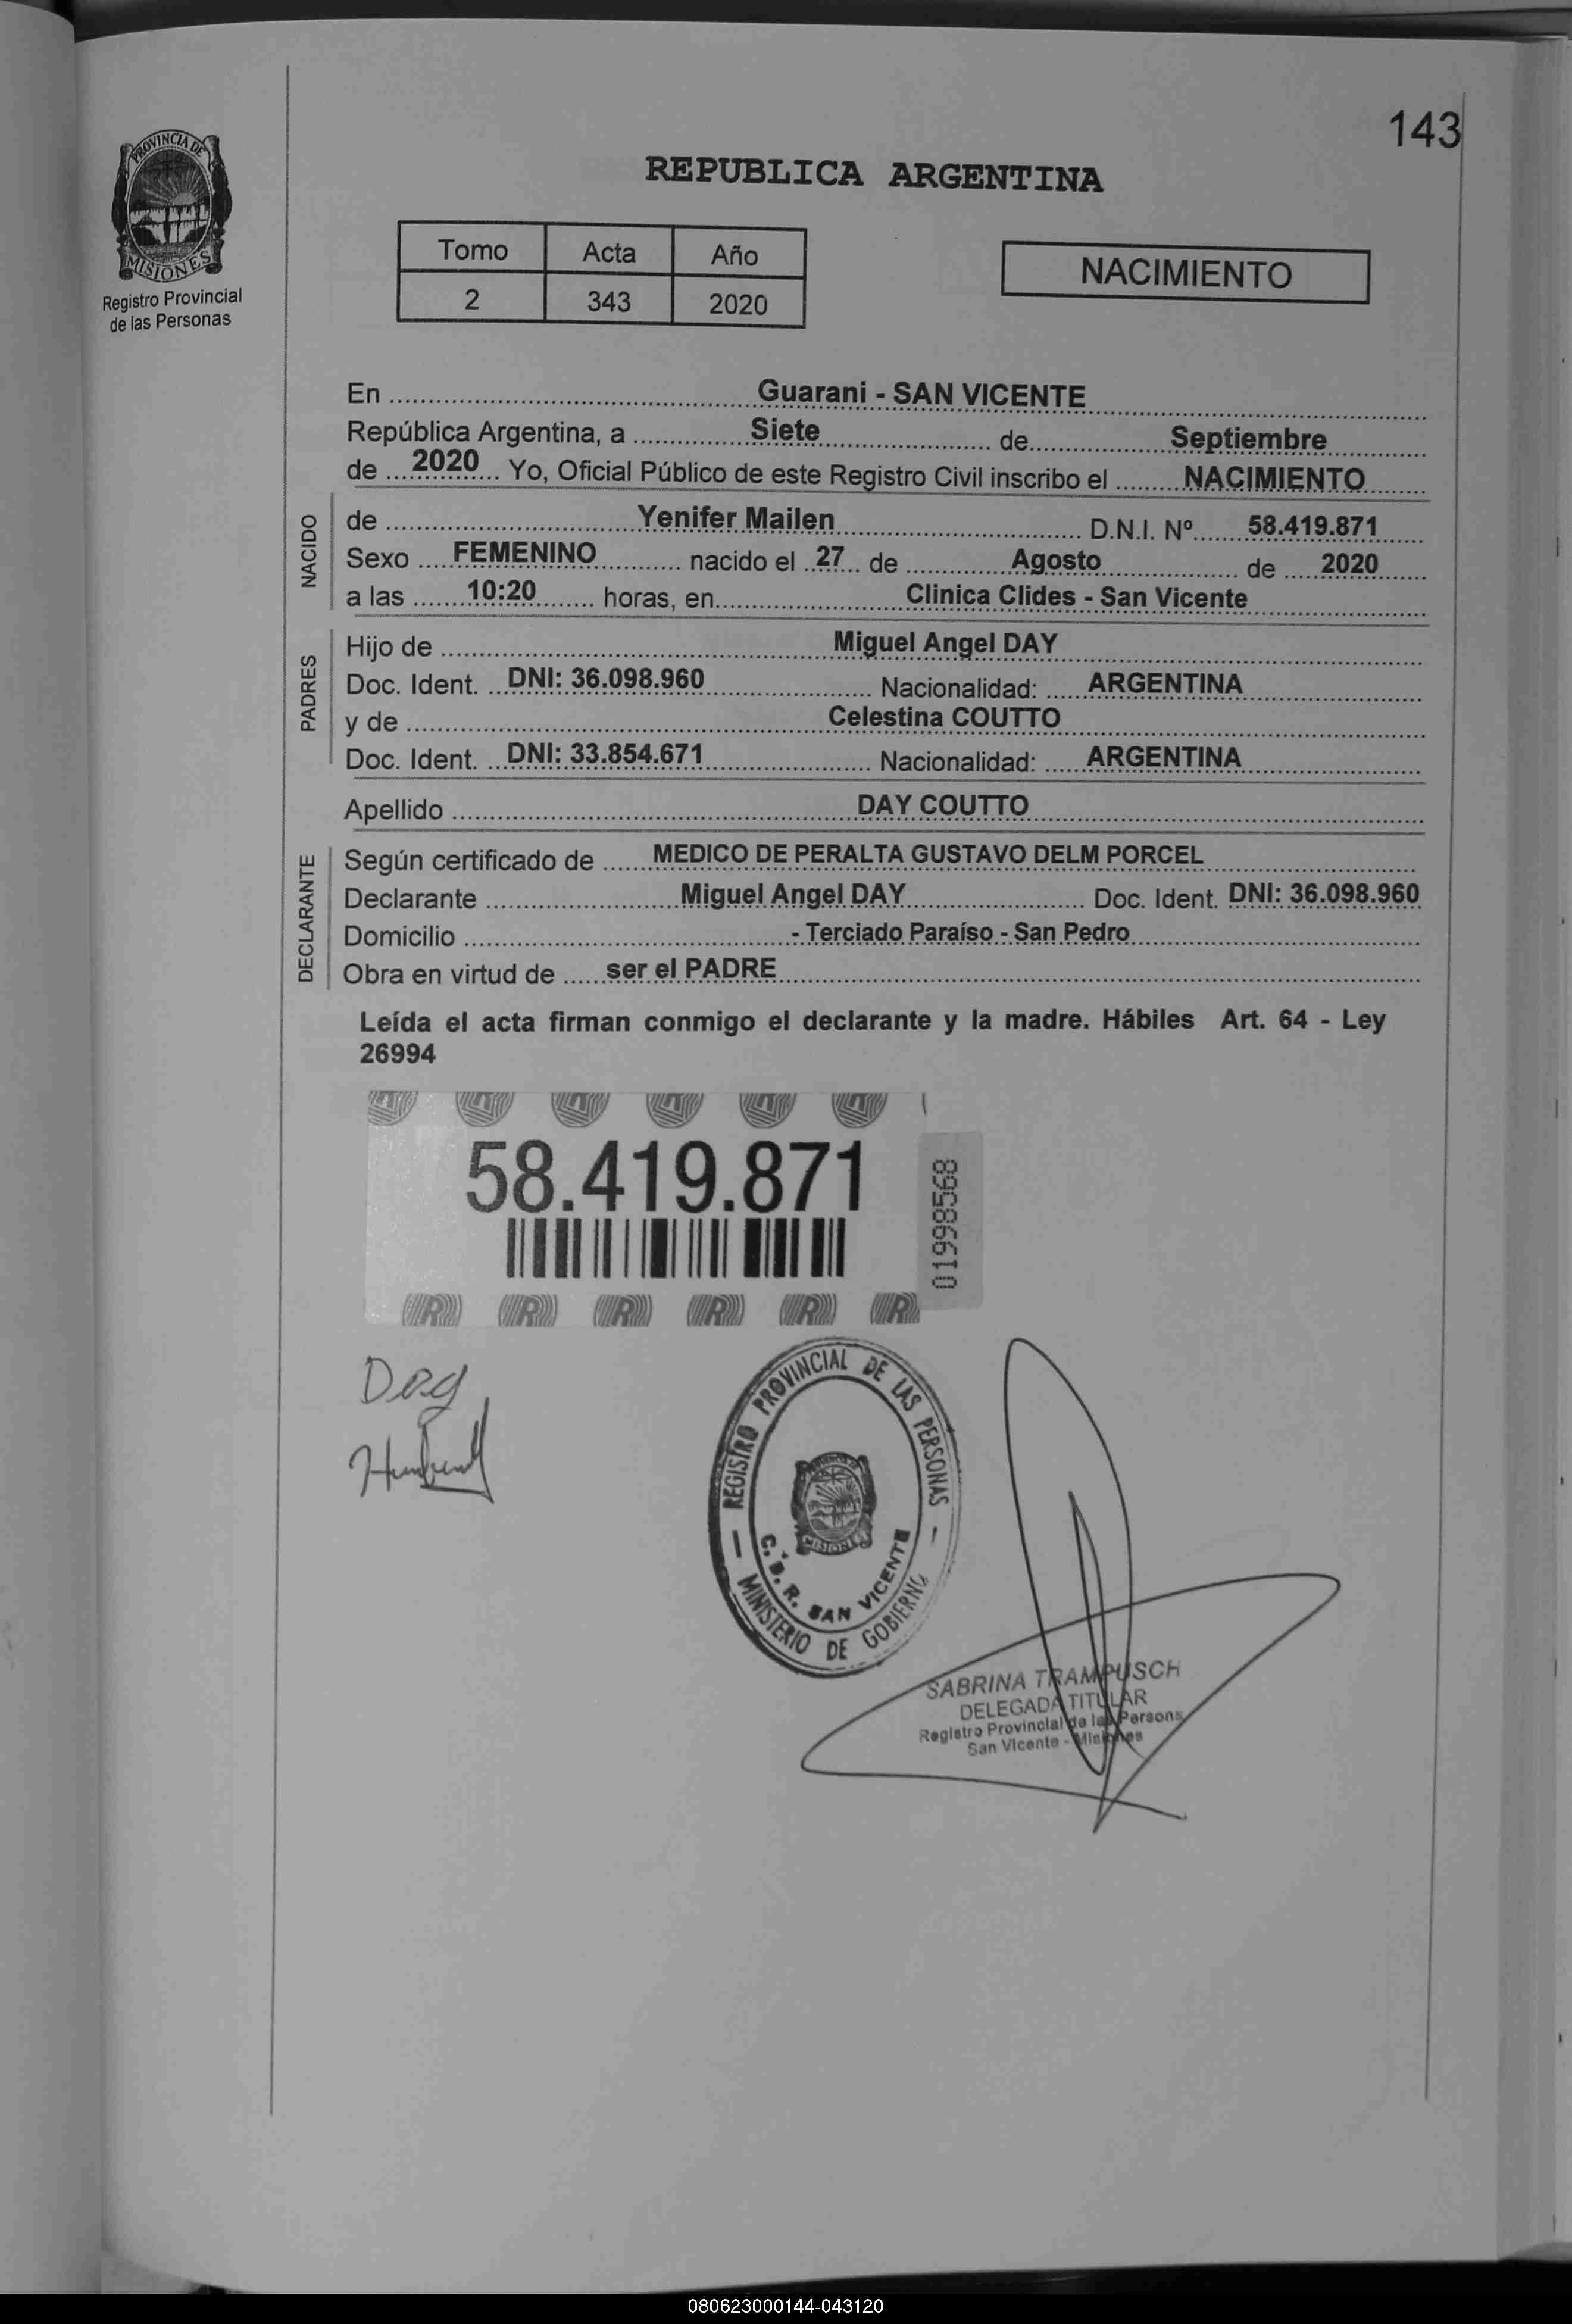 143
PROVINCIA DE
MISIONES
Registro Provincial
de las Personas
REPUBLICA ARGENTINA
Tomo Acta Año
2 343 2020
NACIMIENTO
En Guarani - SAN VICENTE
República Argentina, a Siete de Septiembre
de 2020 Yo, Oficial Público de este Registro Civil inscribo el NACIMIENTO
NACIDO
de Yenifer Mailen D.N.I. Nº 58.419.871
Sexo FEMENINO nacido el 27 de Agosto de 2020
a las 10:20 horas, en Clinica Clides - San Vicente
PADRES
Hijo de Miguel Angel DAY
Doc. Ident. DNI: 36.098.960 Nacionalidad: ARGENTINA
y de Celestina COUTTO
Doc. Ident. DNI: 33.854.671 Nacionalidad: ARGENTINA
Apellido DAY COUTTO
DECLARANTE
Según certificado de MEDICO DE PERALTA GUSTAVO DELM PORCEL
Declarante Miguel Angel DAY Doc. Ident. DNI: 36.098.960
Domicilio - Terciado Paraíso - San Pedro
Obra en virtud de ser el PADRE
Leída el acta firman conmigo el declarante y la madre. Hábiles Art. 64 - Ley
26994
58.419.871
01998568
REGISTRO PROVINCIAL DE LAS PERSONAS
MISIONES
SAN VICENTE
MINISTERIO DE GOBIERNO
SABRINA TRAMPUSCH
DELEGADA TITULAR
Registro Provincial de las Persons
San Vicente - Misiones
080623000144-043120